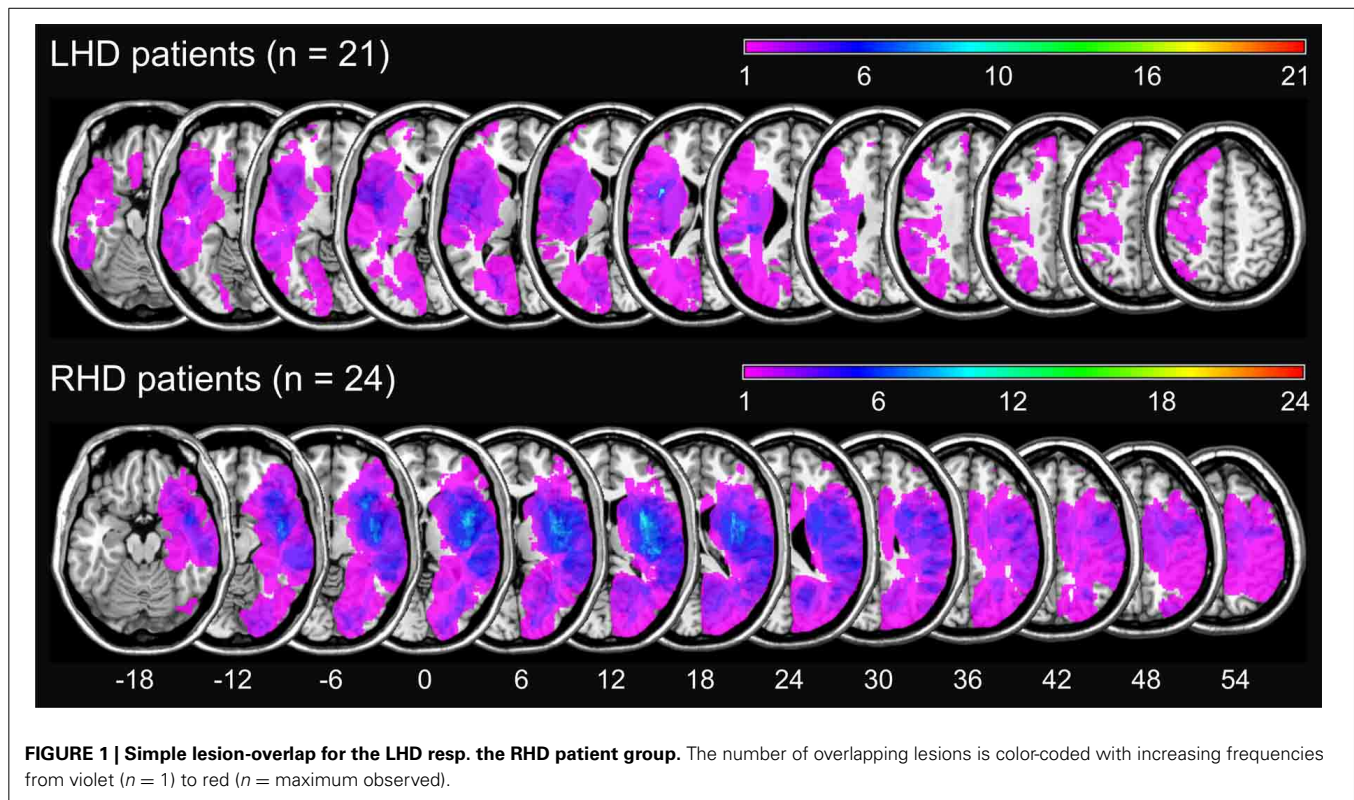 LHD patients (n = 21)
1 6 10 16 21
RHD patients (n = 24)
1 6 12 18 24
-18 -12 -6 0 6 12 18 24 30 36 42 48 54
FIGURE 1 | Simple lesion-overlap for the LHD resp. the RHD patient group. The number of overlapping lesions is color-coded with increasing frequencies
from violet (n = 1) to red (n = maximum observed).